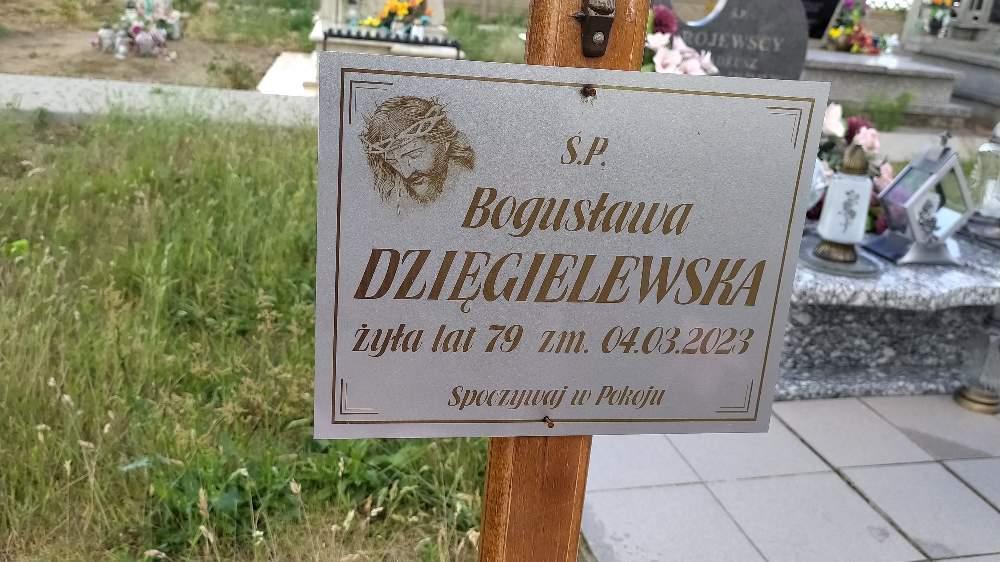 Ś.P.
Bogusława
DZIĘGIELEWSKA
żyła lat 79 zm. 04.03.2023
Spoczywaj w Pokoju